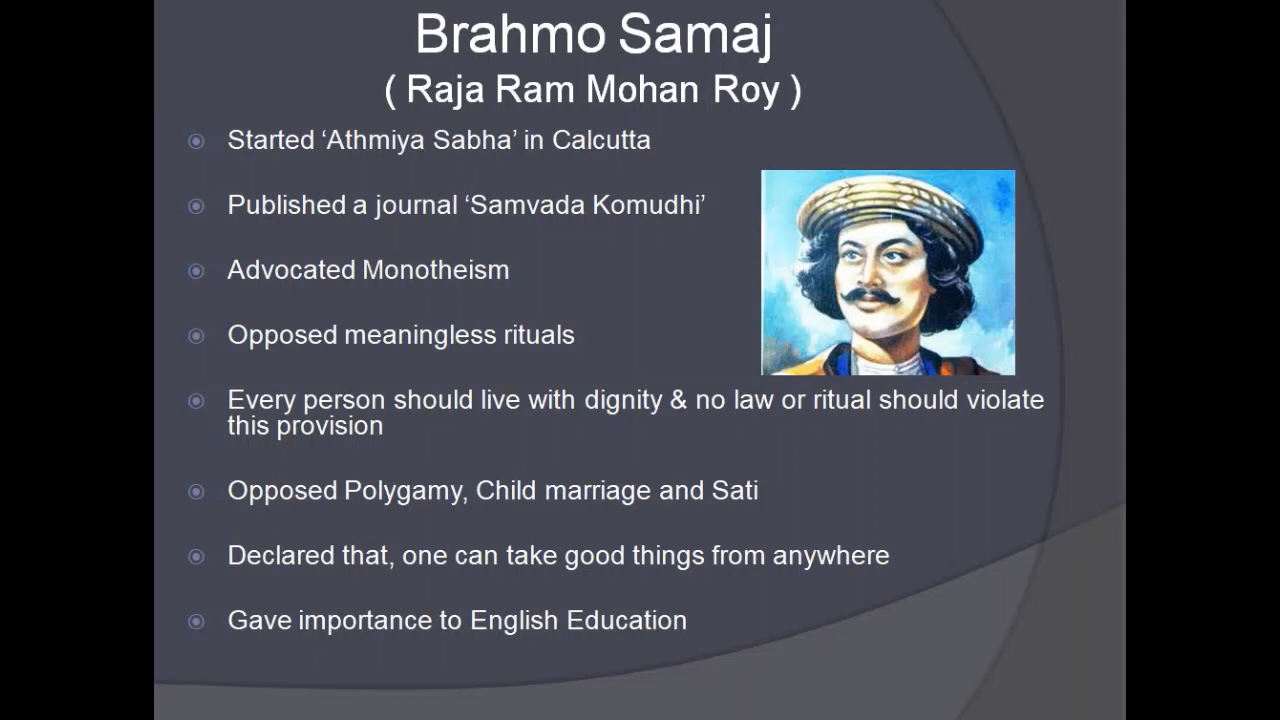 Brahmo Samaj
( Raja Ram Mohan Roy )
Started ‘Athmiya Sabha’ in Calcutta
Published a journal ‘Samvada Komudhi’
Advocated Monotheism
Opposed meaningless rituals
Every person should live with dignity & no law or ritual should violate
this provision
Opposed Polygamy, Child marriage and Sati
Declared that, one can take good things from anywhere
Gave importance to English Education